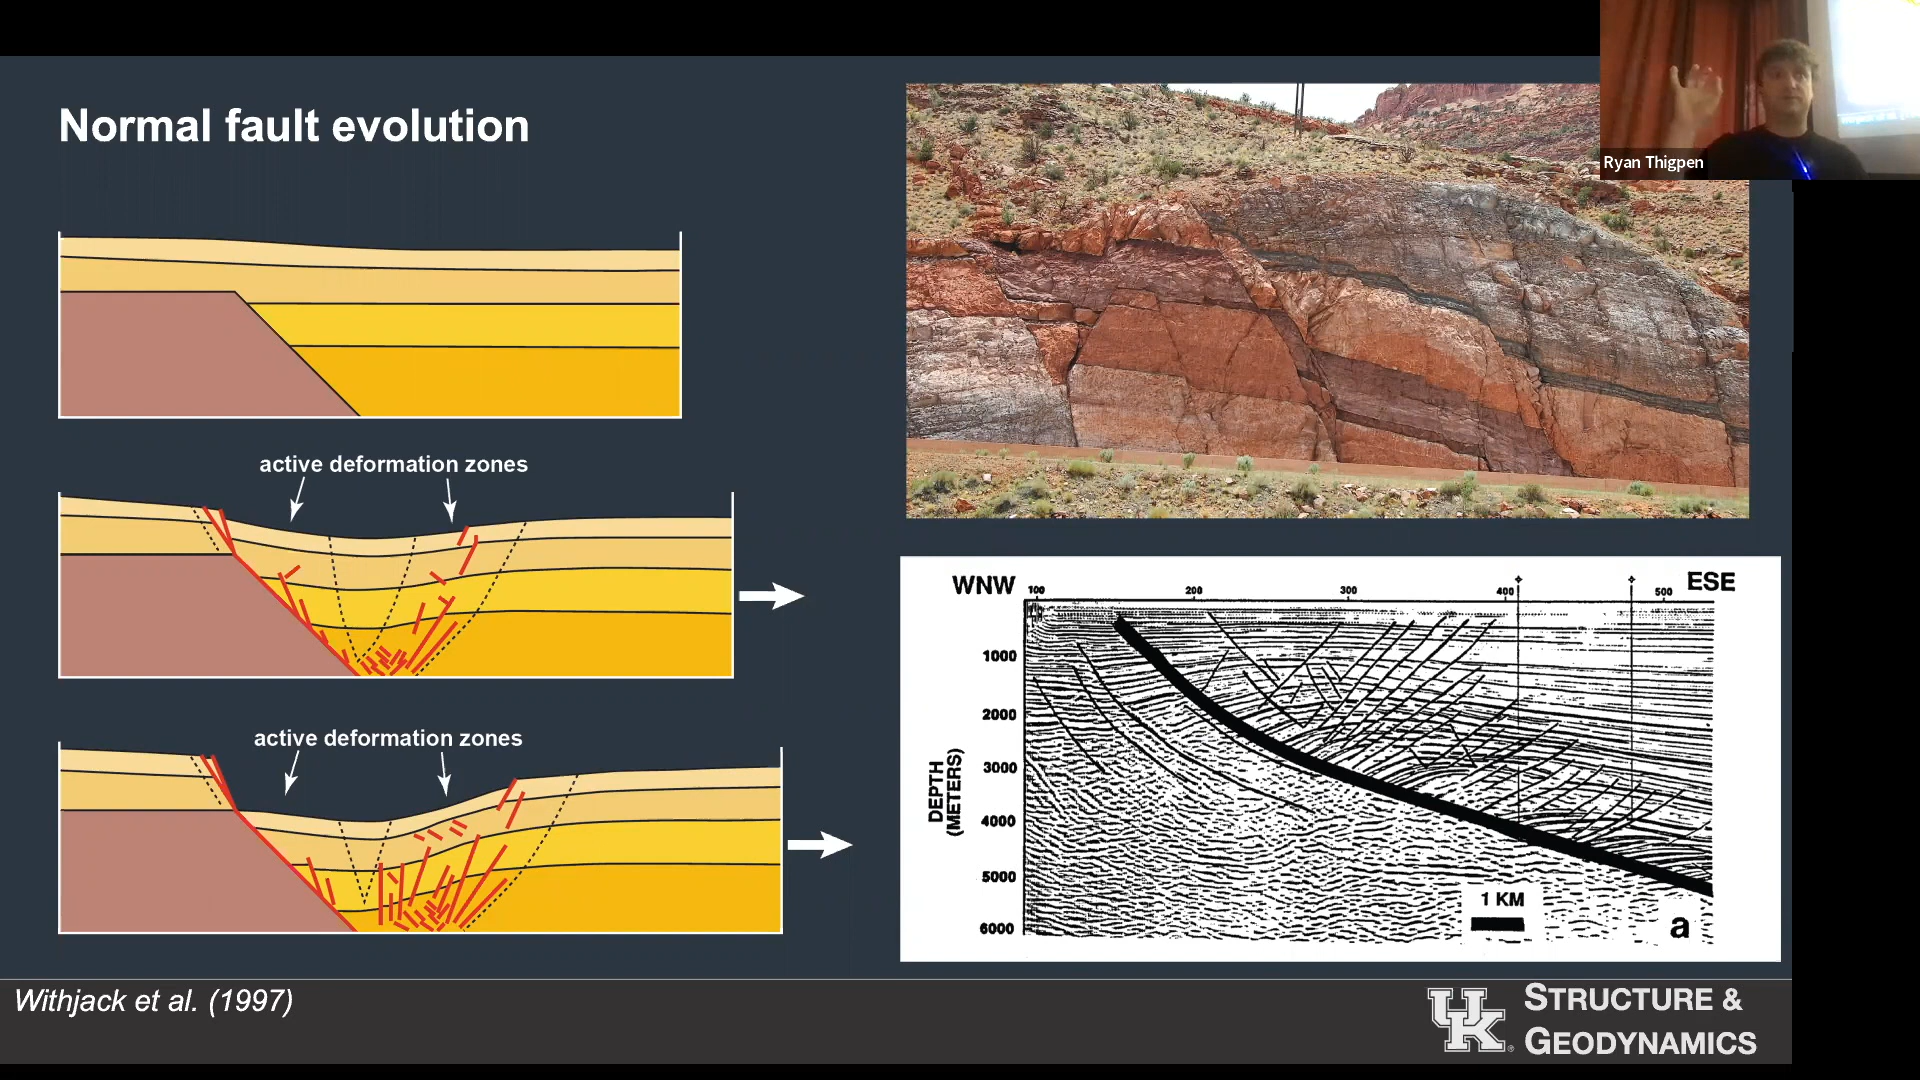 Normal fault evolution
active deformation zones
active deformation zones
Withjack et al. (1997)
Ryan Thigpen
WNW
100
200
300
400
500
ESE
1000
2000
3000
4000
5000
6000
DEPTH
(METERS)
1 KM
a
UK
STRUCTURE &
GEODYNAMICS